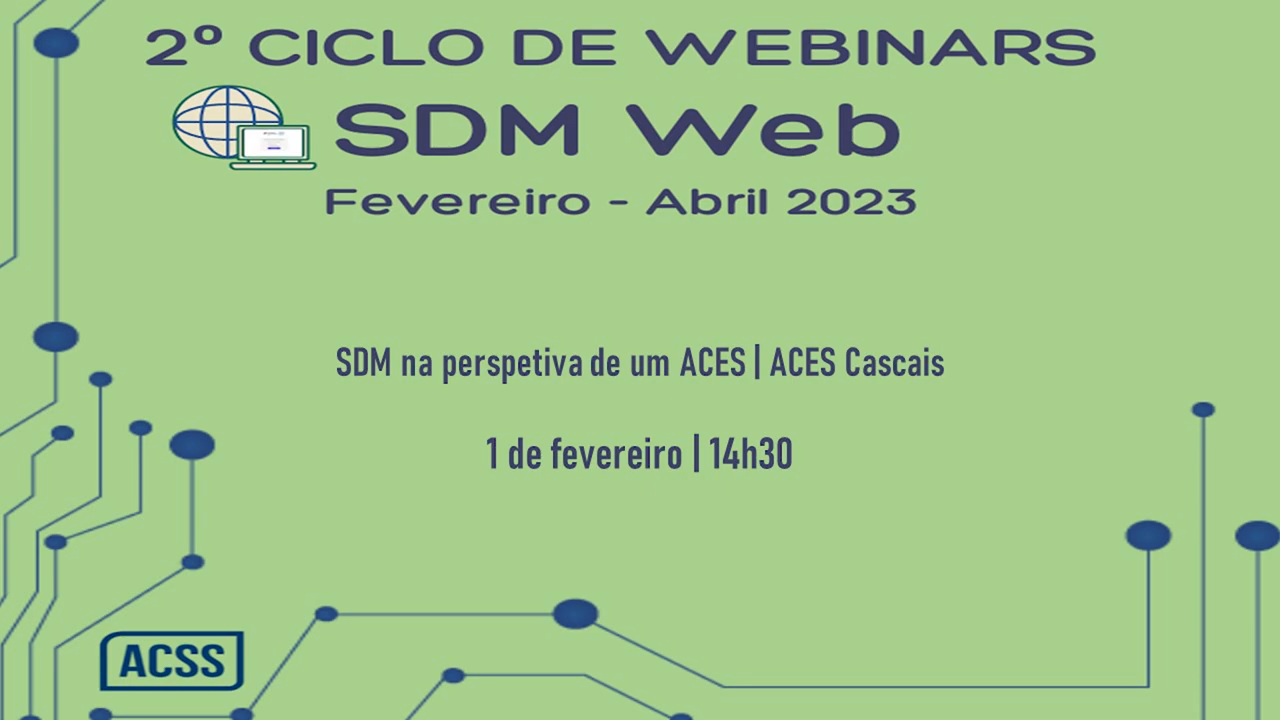 2º CICLO DE WEBINARS
SDM Web
Fevereiro - Abril 2023
SDM na perspetiva de um ACES | ACES Cascais
1 de fevereiro | 14h30
ACSS